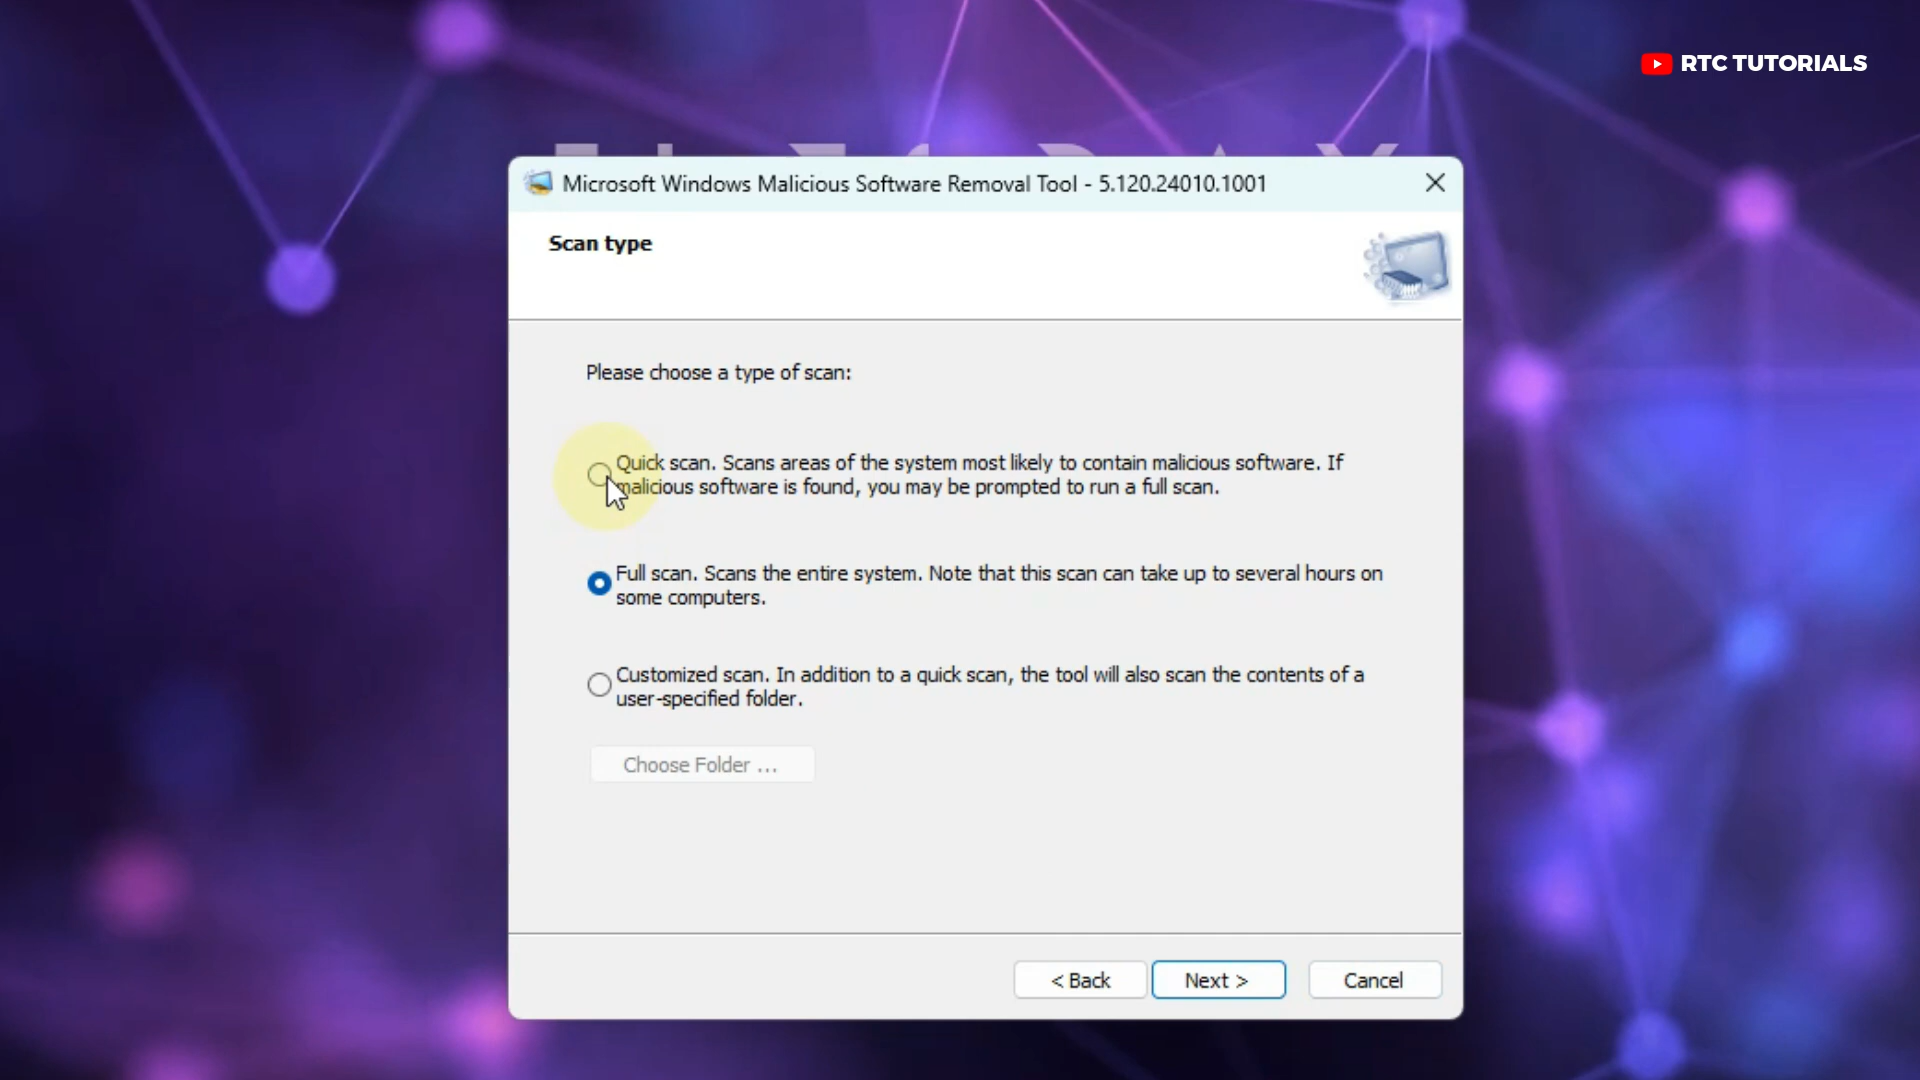 RTC TUTORIALS
Microsoft Windows Malicious Software Removal Tool - 5.120.24010.1001
Scan type
Please choose a type of scan:
Quick scan. Scans areas of the system most likely to contain malicious software. If
malicious software is found, you may be prompted to run a full scan.
Full scan. Scans the entire system. Note that this scan can take up to several hours on
some computers.
Customized scan. In addition to a quick scan, the tool will also scan the contents of a
user-specified folder.
Choose Folder ...
< Back
Next >
Cancel